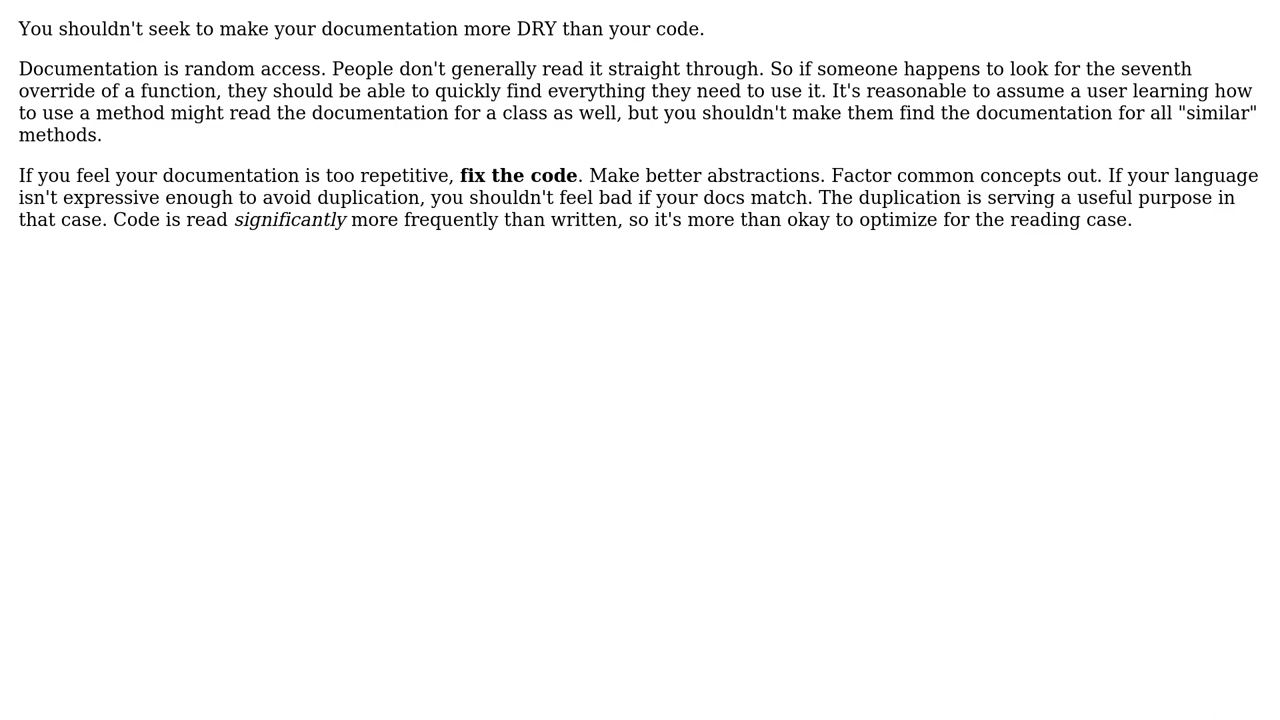 You shouldn't seek to make your documentation more DRY than your code.
Documentation is random access. People don't generally read it straight through. So if someone happens to look for the seventh
override of a function, they should be able to quickly find everything they need to use it. It's reasonable to assume a user learning how
to use a method might read the documentation for a class as well, but you shouldn't make them find the documentation for all "similar"
methods.
If you feel your documentation is too repetitive, fix the code. Make better abstractions. Factor common concepts out. If your language
isn't expressive enough to avoid duplication, you shouldn't feel bad if your docs match. The duplication is serving a useful purpose in
that case. Code is read significantly more frequently than written, so it's more than okay to optimize for the reading case.